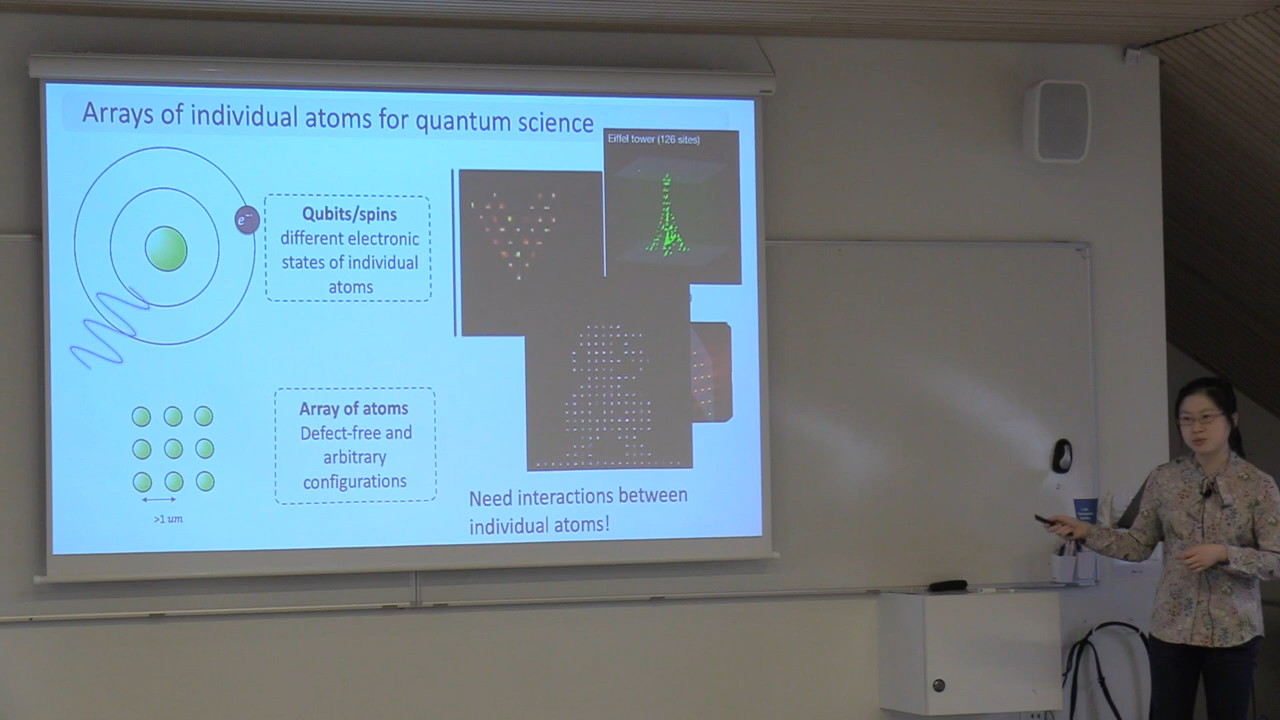 Arrays of individual atoms for quantum science
Eiffel tower (126 sites)
e⁻
Qubits/spins
different electronic
states of individual
atoms
Array of atoms
Defect-free and
arbitrary
configurations
>1 um
Need interactions between
individual atoms!